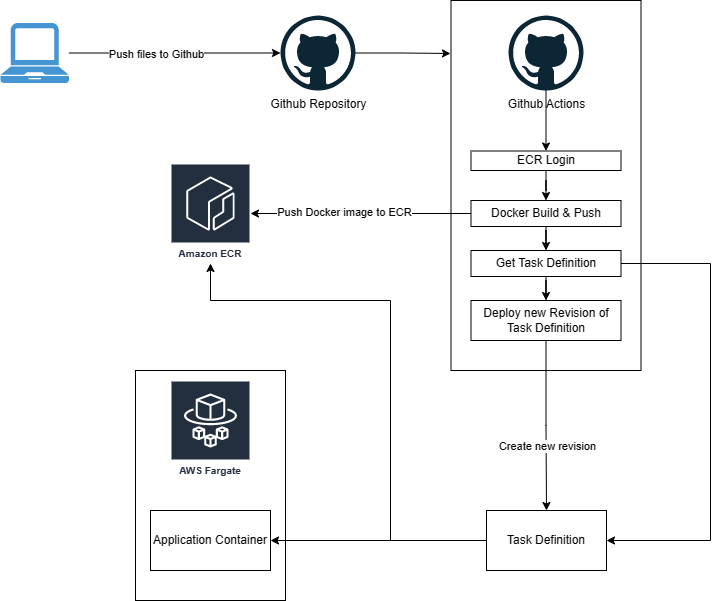 Push files to Github
Github Repository
Github Actions
ECR Login
Docker Build & Push
Push Docker image to ECR
Amazon ECR
Get Task Definition
Deploy new Revision of
Task Definition
AWS Fargate
Create new revision
Application Container
Task Definition